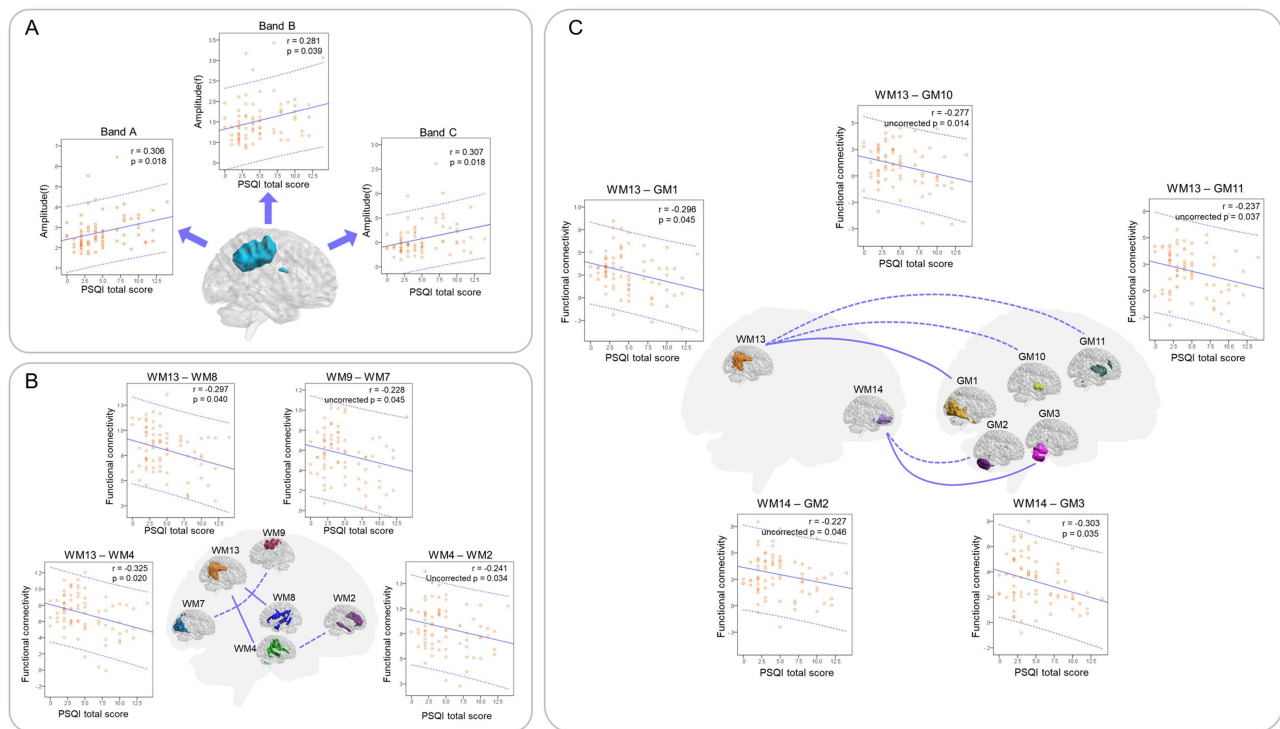 A
Band B
r = 0.281
p = 0.039
Amplitude(f)
PSQI total score
Band A
r = 0.306
p = 0.018
Amplitude(f)
PSQI total score
Band C
r = 0.307
p = 0.018
Amplitude(f)
PSQI total score
B
WM13 – WM8
r = -0.297
p = 0.040
Functional connectivity
PSQI total score
WM9 – WM7
r = -0.228
uncorrected p = 0.045
Functional connectivity
PSQI total score
WM13 – WM4
r = -0.325
p = 0.020
Functional connectivity
PSQI total score
WM9
WM13
WM7
WM8
WM2
WM4
WM4 – WM2
r = -0.241
Uncorrected p = 0.034
Functional connectivity
PSQI total score
C
WM13 – GM10
r = -0.277
uncorrected p = 0.014
Functional connectivity
PSQI total score
WM13 – GM1
r = -0.296
p = 0.045
Functional connectivity
PSQI total score
WM13 – GM11
r = -0.237
uncorrected p = 0.037
Functional connectivity
PSQI total score
WM13
WM14
GM11
GM10
GM1
GM3
GM2
WM14 – GM2
r = -0.227
uncorrected p = 0.046
Functional connectivity
PSQI total score
WM14 – GM3
r = -0.303
p = 0.035
Functional connectivity
PSQI total score